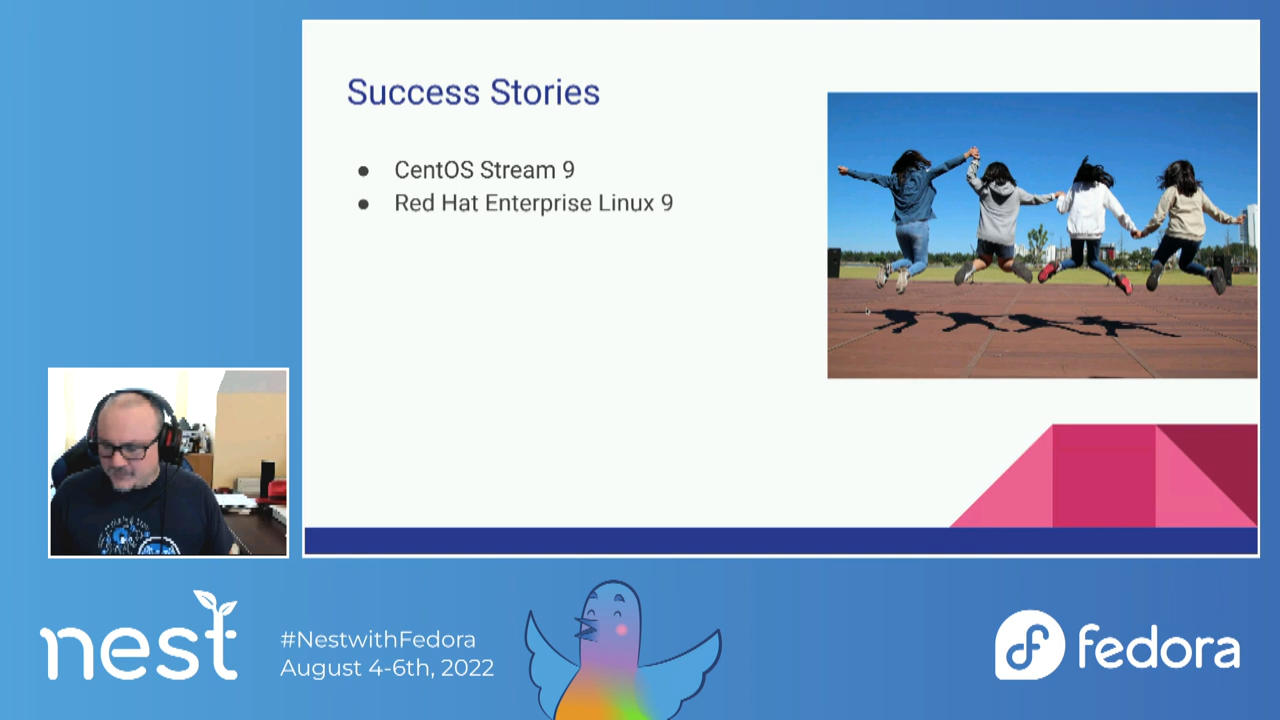 Success Stories
● CentOS Stream 9
● Red Hat Enterprise Linux 9
nest
#NestwithFedora
August 4-6th, 2022
fedora